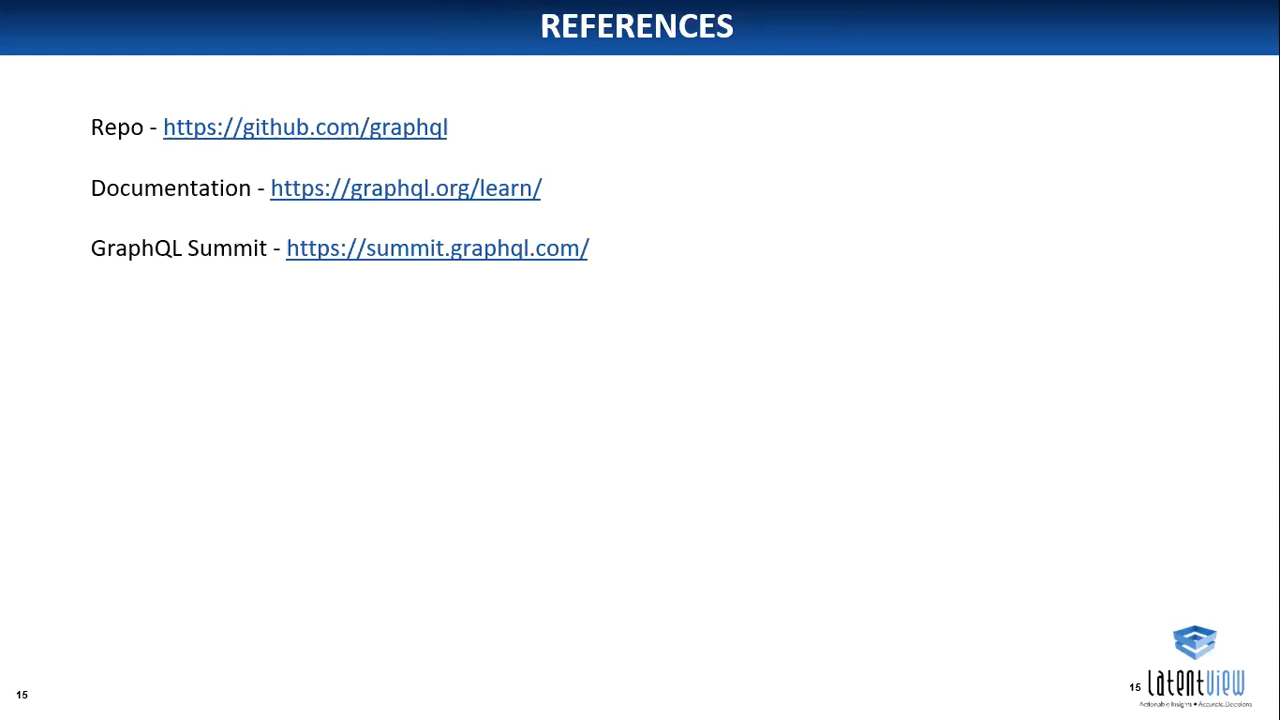 REFERENCES
Repo - https://github.com/graphql
Documentation - https://graphql.org/learn/
GraphQL Summit - https://summit.graphql.com/
15
15
LatentView
Actionable Insights • Accurate Decisions